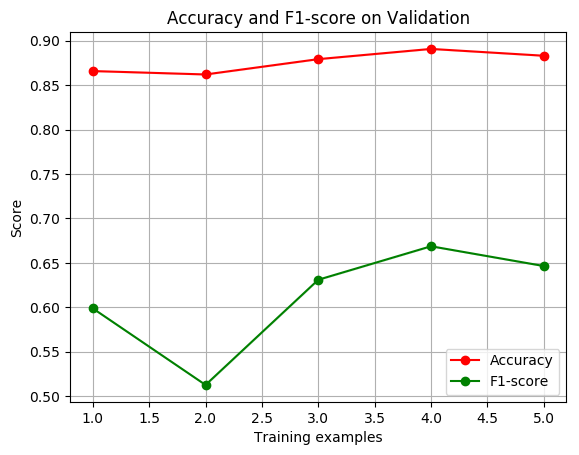 Accuracy and F1-score on Validation
Score
0.90
0.85
0.80
0.75
0.70
0.65
0.60
0.55
0.50
Accuracy
F1-score
1.0 1.5 2.0 2.5 3.0 3.5 4.0 4.5 5.0
Training examples